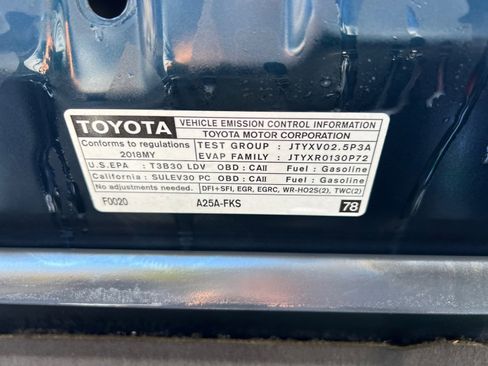 TOYOTA
VEHICLE EMISSION CONTROL INFORMATION
TOYOTA MOTOR CORPORATION
Conforms to regulations
2018MY
TEST GROUP : JTYXV02.5P3A
EVAP FAMILY : JTYXR0130P72
U.S.EPA : T3B30 LDV OBD : CAII Fuel : Gasoline
California : SULEV30 PC OBD : CAII Fuel : Gasoline
No adjustments needed. DFI+SFI, EGR, EGRC, WR-HO2S(2), TWC(2)
F0020 A25A-FKS 78